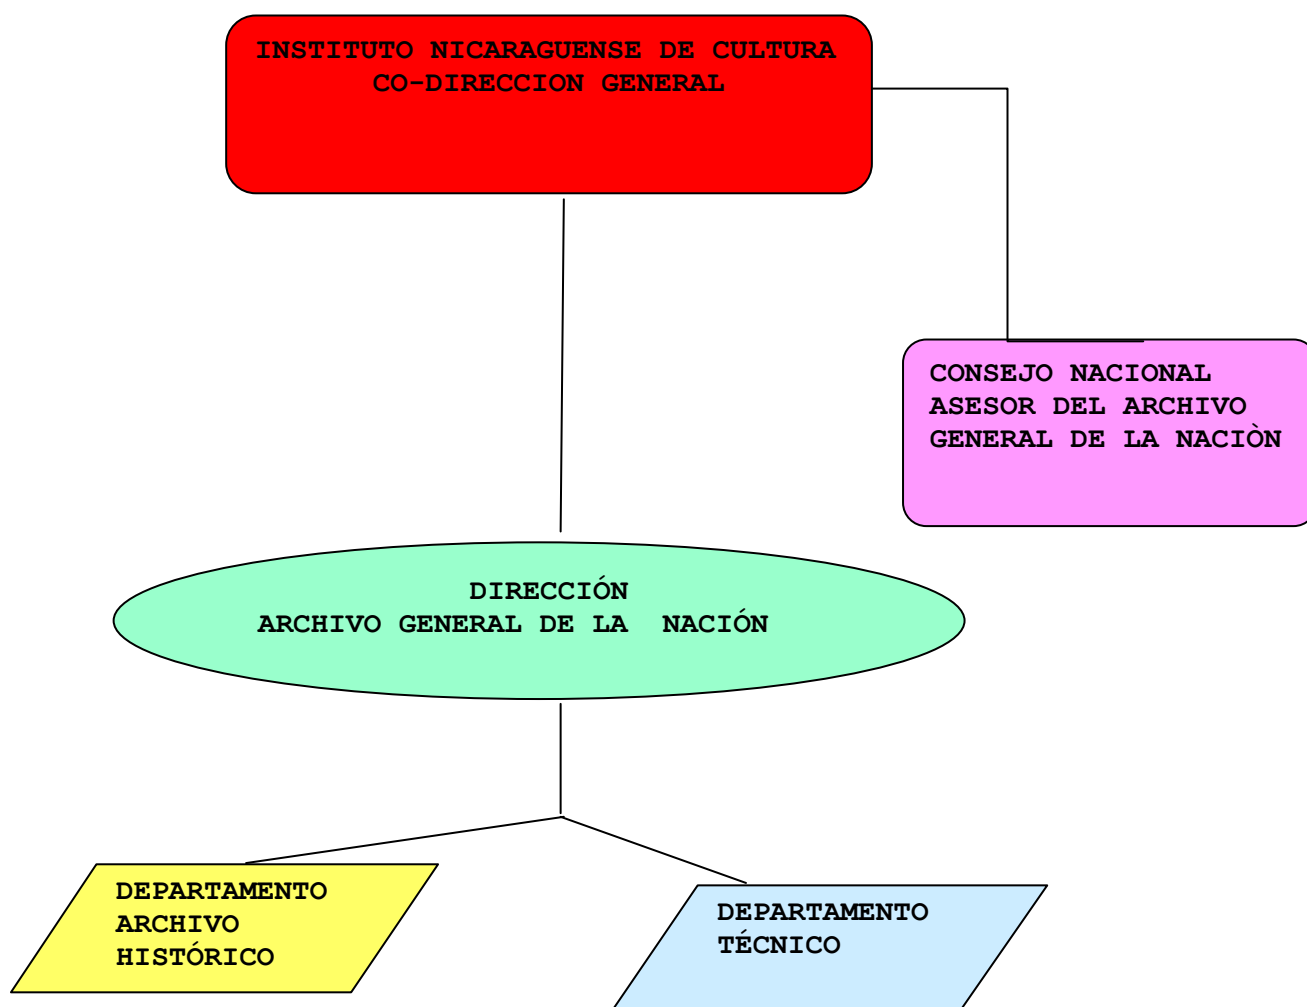 INSTITUTO NICARAGUENSE DE CULTURA
CO-DIRECCION GENERAL
CONSEJO NACIONAL
ASESOR DEL ARCHIVO
GENERAL DE LA NACIÒN
DIRECCIÓN
ARCHIVO GENERAL DE LA NACIÓN
DEPARTAMENTO
ARCHIVO
HISTÓRICO
DEPARTAMENTO
TÉCNICO